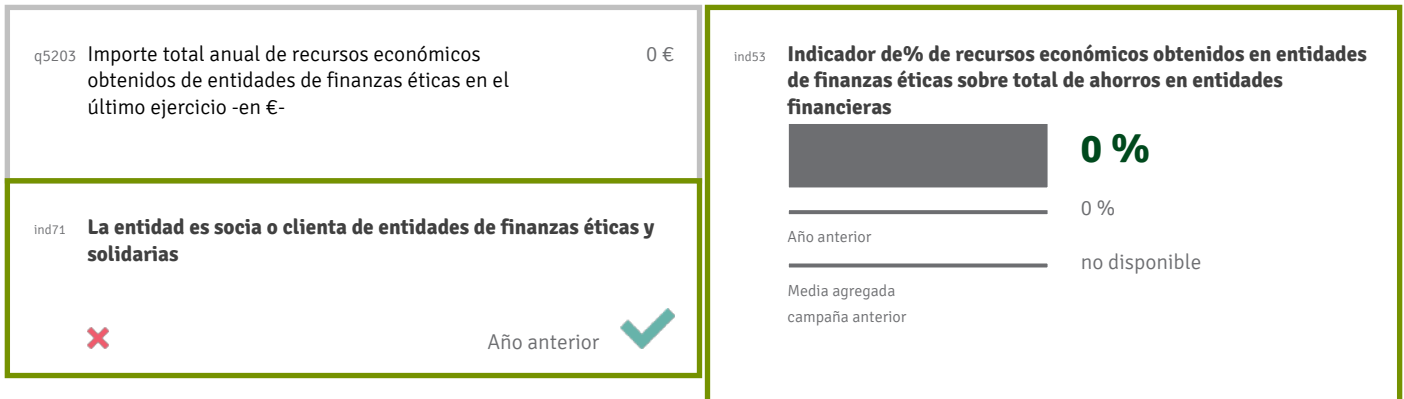 q5203 Importe total anual de recursos económicos 0 €
obtenidos de entidades de finanzas éticas en el
último ejercicio -en €-
ind71 La entidad es socia o clienta de entidades de finanzas éticas y
solidarias
Año anterior
ind53 Indicador de% de recursos económicos obtenidos en entidades
de finanzas éticas sobre total de ahorros en entidades
financieras
0 %
0 %
Año anterior
no disponible
Media agregada
campaña anterior